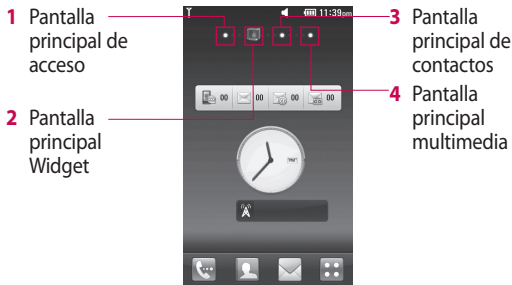 1 Pantalla
principal de
acceso
2 Pantalla
principal
Widget
11:39pm
00 00 00 00
3 Pantalla
principal de
contactos
4 Pantalla
principal
multimedia